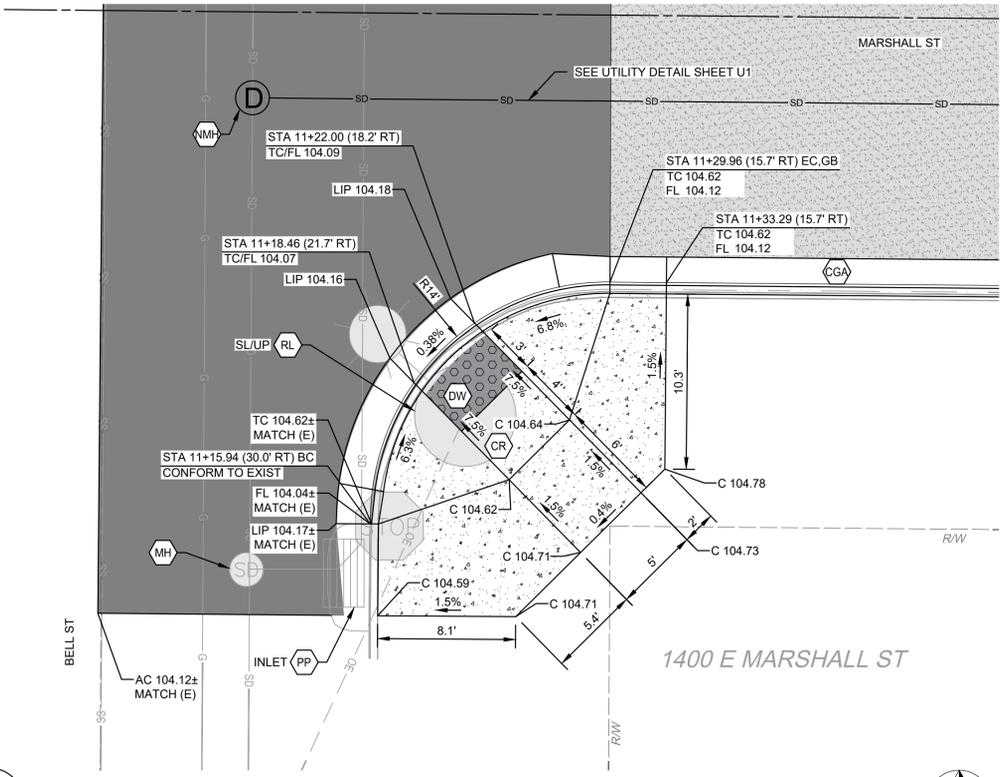 MARSHALL ST
SEE UTILITY DETAIL SHEET U1
D
SD
SD
SD
SD
SD
NMH
STA 11+22.00 (18.2' RT)
TC/FL 104.09
LIP 104.18
STA 11+29.96 (15.7' RT) EC,GB
TC 104.62
FL 104.12
STA 11+33.29 (15.7' RT)
TC 104.62
FL 104.12
STA 11+18.46 (21.7' RT)
TC/FL 104.07
LIP 104.16
CGA
R14'
0.38%
6.8%
SL/UP
RL
3'
4'
7.5%
1.5%
10.3'
DW
7.5%
C 104.64
CR
6'
TC 104.62±
MATCH (E)
6.3%
STA 11+15.94 (30.0' RT) BC
CONFORM TO EXIST
1.5%
C 104.78
FL 104.04±
MATCH (E)
C 104.62
1.5%
0.4%
2'
LIP 104.17±
MATCH (E)
OP
OE
R/W
MH
SD
C 104.71
5'
C 104.73
C 104.59
1.5%
C 104.71
5.4'
8.1'
BELL ST
INLET
PP
OE
1400 E MARSHALL ST
AC 104.12±
MATCH (E)
R/W
SS
G
SD